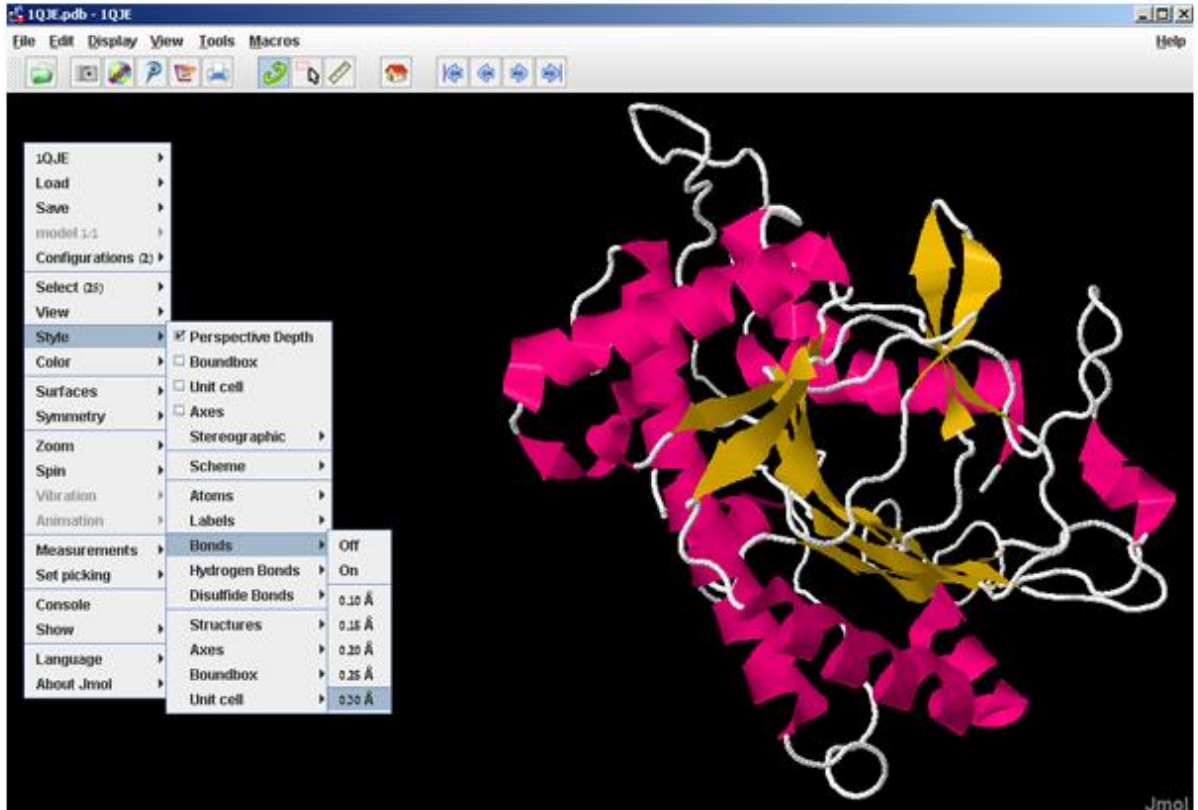 1QJE.pdb - 1QJE
File Edit Display View Tools Macros Help
1QJE
Load
Save
model 1/1
Configurations (2)
Select (28)
View
Style
Color
Surfaces
Symmetry
Zoom
Spin
Vibration
Animation
Measurements
Set picking
Console
Show
Language
About Jmol
Perspective Depth
Boundbox
Unit cell
Axes
Stereographic
Scheme
Atoms
Labels
Bonds
Hydrogen Bonds
Disulfide Bonds
Structures
Axes
Boundbox
Unit cell
Off
On
0.10 Å
0.15 Å
0.20 Å
0.25 Å
0.30 Å
Jmol